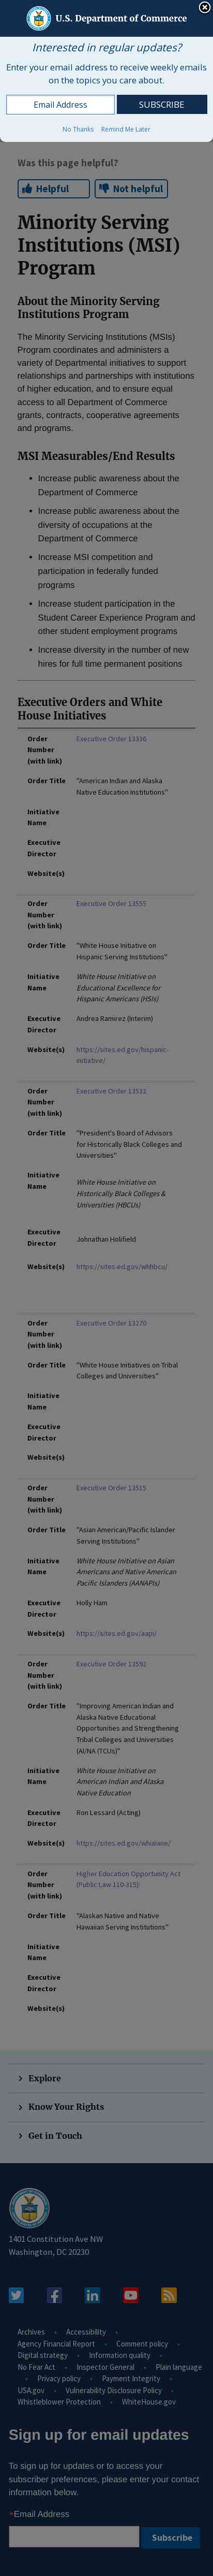 U.S. Department of Commerce
Interested in regular updates?
Enter your email address to receive weekly emails
on the topics you care about.
Email Address
SUBSCRIBE
No Thanks Remind Me Later
Was this page helpful?
Helpful Not helpful
Minority Serving
Institutions (MSI)
Program
About the Minority Serving
Institutions Program
The Minority Servicing Institutions (MSIs)
Program coordinates and administers a
variety of Departmental initiatives to support
relationships and partnerships with institutions
of higher education, and to ensure equal
access to all Department of Commerce
grants, contracts, cooperative agreements
and programs.
MSI Measurables/End Results
• Increase public awareness about the
Department of Commerce
• Increase public awareness about the
diversity of occupations at the
Department of Commerce
• Increase MSI competition and
participation in federally funded
programs
• Increase student participation in the
Student Career Experience Program and
other student employment programs
• Increase diversity in the number of new
hires for full time permanent positions
Executive Orders and White
House Initiatives
Order Executive Order 13336
Number
(with link)
Order Title "American Indian and Alaska
Native Education Institutions"
Initiative
Name
Executive
Director
Website(s)
Order Executive Order 13555
Number
(with link)
Order Title "White House Initiative on
Hispanic Serving Institutions"
Initiative White House Initiative on
Name Educational Excellence for
Hispanic Americans (HSIs)
Executive Andrea Ramirez (Interim)
Director
Website(s) https://sites.ed.gov/hispanic-
initiative/
Order Executive Order 13532
Number
(with link)
Order Title "President's Board of Advisors
for Historically Black Colleges and
Universities"
Initiative
Name White House Initiative on
Historically Black Colleges &
Universities (HBCUs)
Executive
Director Johnathan Holifield
Website(s) https://sites.ed.gov/whhbcu/
Order Executive Order 13270
Number
(with link)
Order Title "White House Initiatives on Tribal
Colleges and Universities"
Initiative
Name
Executive
Director
Website(s)
Order Executive Order 13515
Number
(with link)
Order Title "Asian American/Pacific Islander
Serving Institutions"
Initiative White House Initiative on Asian
Name Americans and Native American
Pacific Islanders (AANAPIs)
Executive Holly Ham
Director
Website(s) https://sites.ed.gov/aapi/
Order Executive Order 13592
Number
(with link)
Order Title "Improving American Indian and
Alaska Native Educational
Opportunities and Strengthening
Tribal Colleges and Universities
(AI/NA (TCUs)"
Initiative White House Initiative on
Name American Indian and Alaska
Native Education
Executive Ron Lessard (Acting)
Director
Website(s) https://sites.ed.gov/whiaiane/
Order Higher Education Opportunity Act
Number (Public Law 110-315)
(with link)
Order Title "Alaskan Native and Native
Hawaiian Serving Institutions"
Initiative
Name
Executive
Director
Website(s)
Explore
Know Your Rights
Get in Touch
1401 Constitution Ave NW
Washington, DC 20230
Archives • Accessibility •
Agency Financial Report • Comment policy •
Digital strategy • Information quality •
No Fear Act • Inspector General • Plain language
• Privacy policy • Payment Integrity •
USA.gov • Vulnerability Disclosure Policy •
Whistleblower Protection • WhiteHouse.gov
Sign up for email updates
To sign up for updates or to access your
subscriber preferences, please enter your contact
information below.
*Email Address
Subscribe